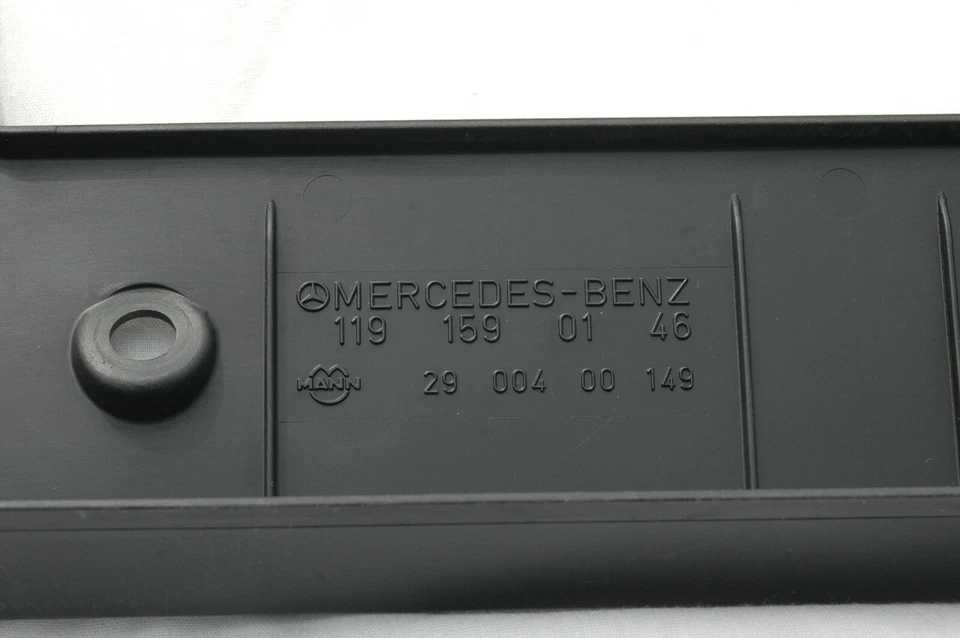 MERCEDES-BENZ
119 159 01 46
MANN 29 004 00 149